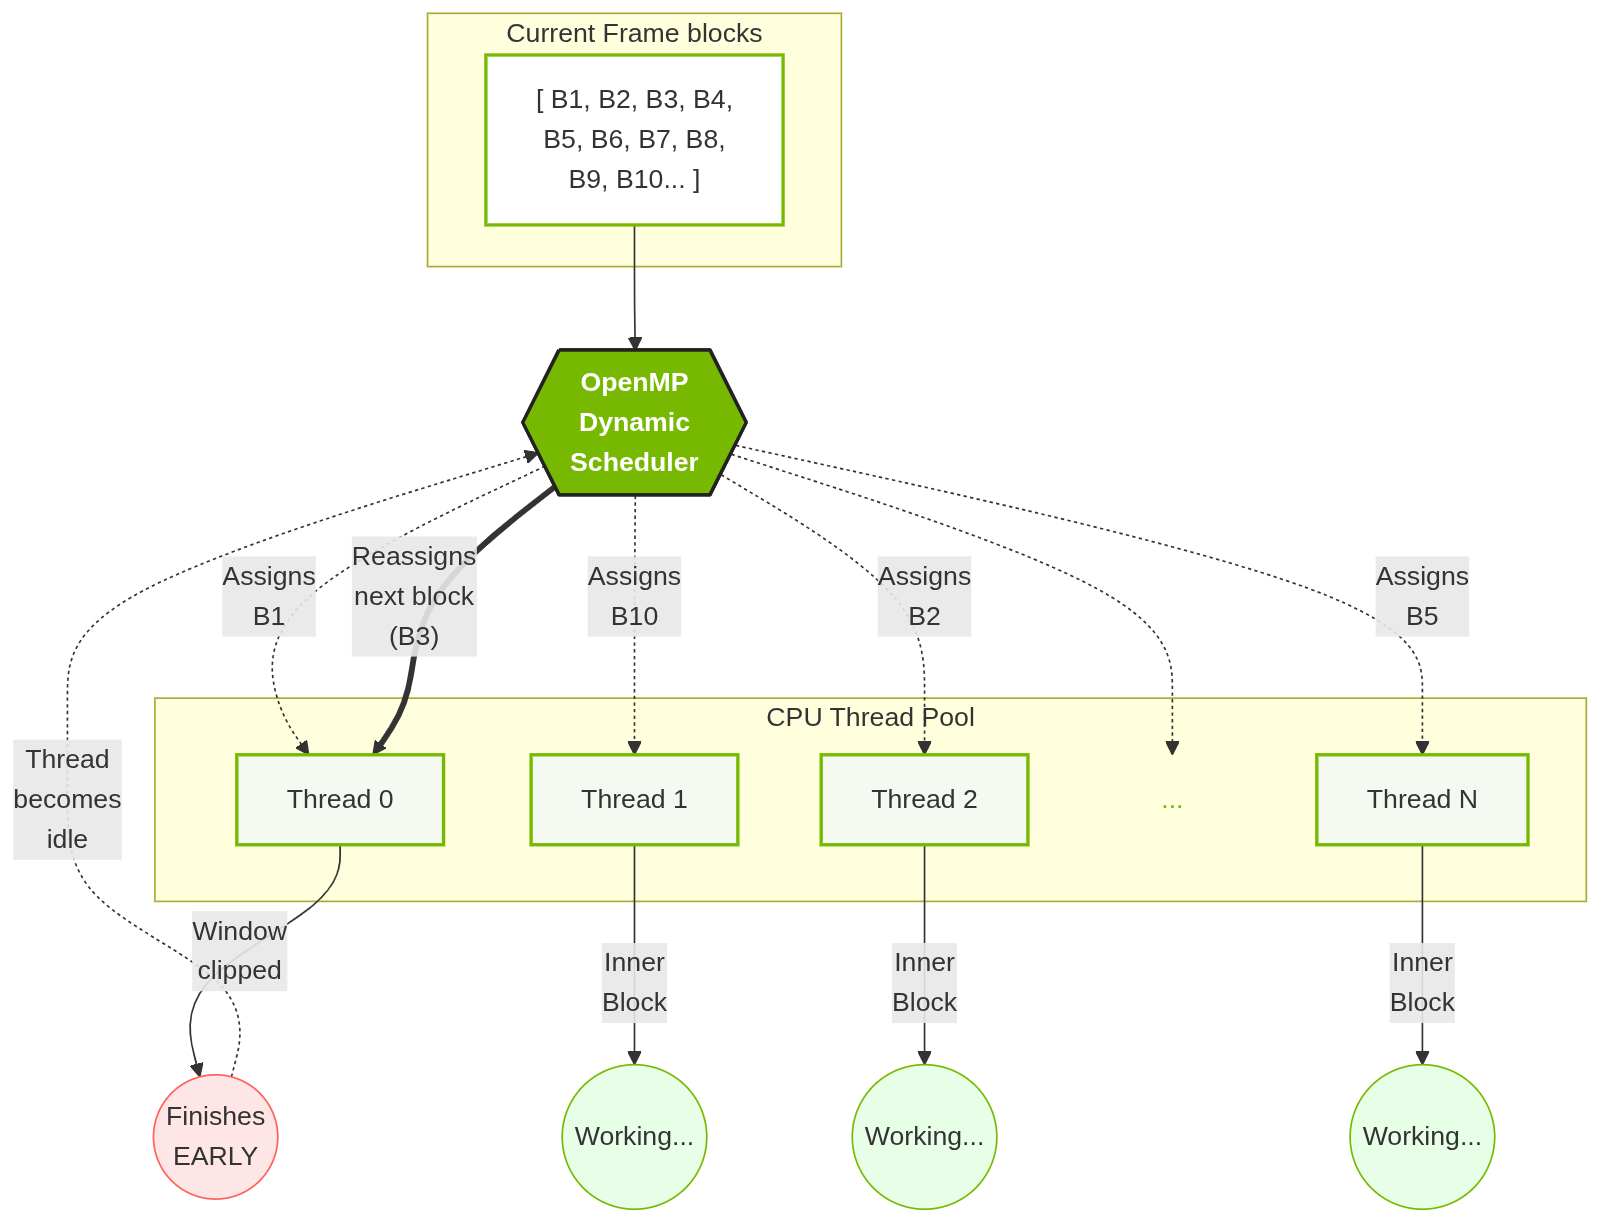 Current Frame blocks
[ B1, B2, B3, B4,
B5, B6, B7, B8,
B9, B10... ]
OpenMP
Dynamic
Scheduler
Assigns
B1
Reassigns
next block
(B3)
Assigns
B10
Assigns
B2
Assigns
B5
Thread
becomes
idle
CPU Thread Pool
Thread 0
Thread 1
Thread 2
...
Thread N
Window
clipped
Inner
Block
Inner
Block
Inner
Block
Finishes
EARLY
Working...
Working...
Working...